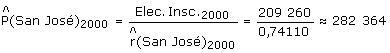 P̂(San José)2000 = Elec. Insc.2000 / r̂(San José)2000 = 209 260 / 0,74110 ≈ 282 364